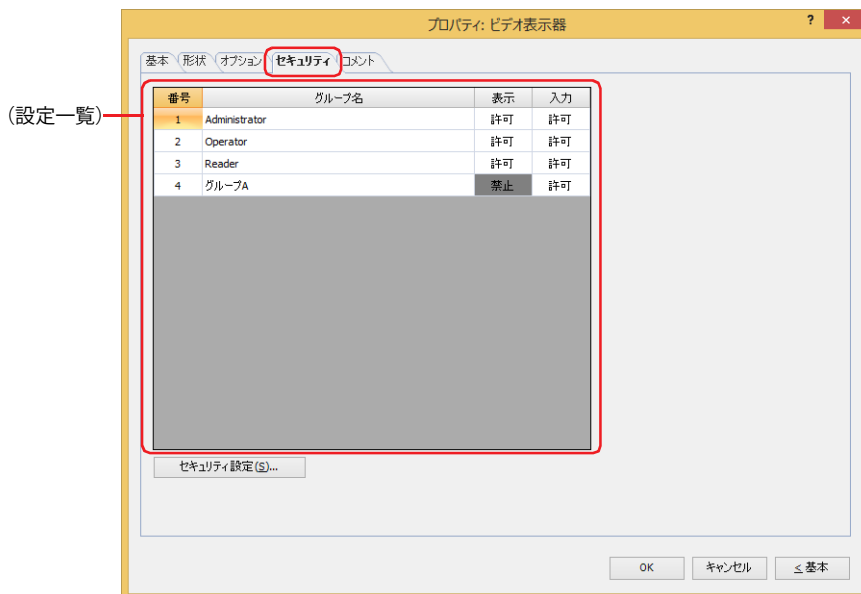 プロパティ: ビデオ表示器
? ×
基本 形状 オプション セキュリティ コメント
(設定一覧)
番号 グループ名 表示 入力
1 Administrator 許可 許可
2 Operator 許可 許可
3 Reader 許可 許可
4 グループA 禁止 許可
セキュリティ設定(S)...
OK キャンセル <基本